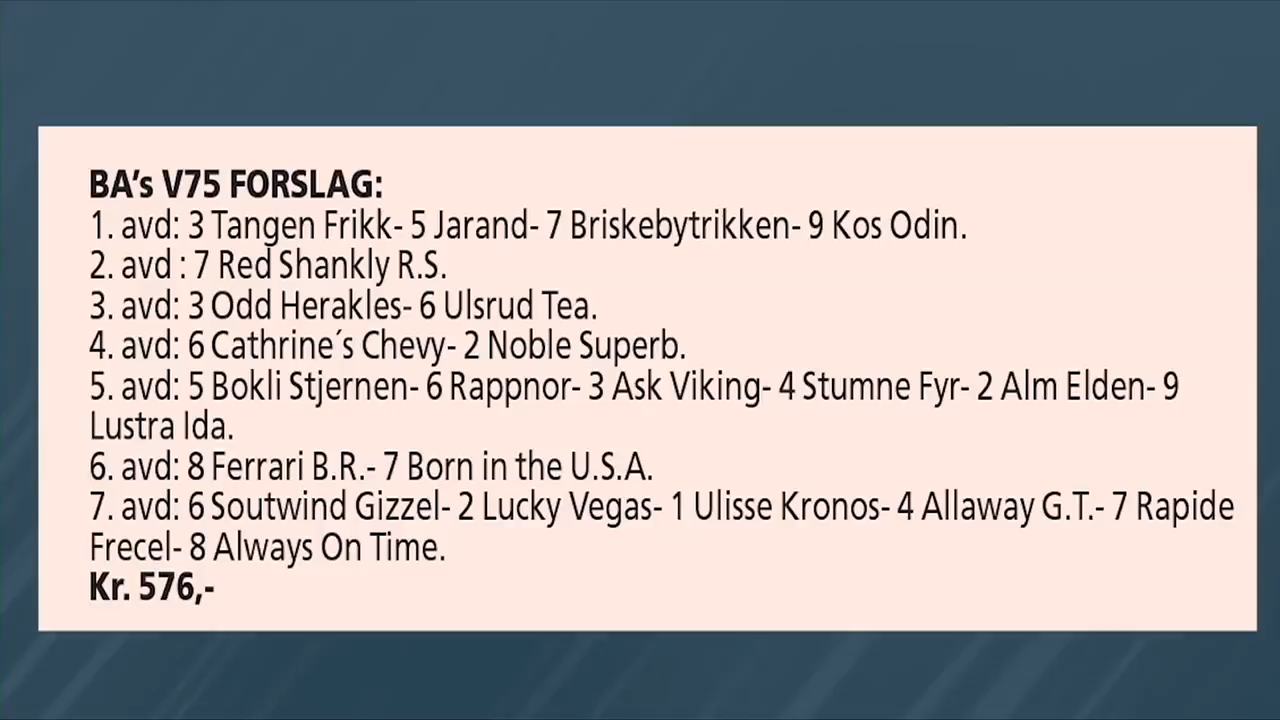 BA’s V75 FORSLAG:
1. avd: 3 Tangen Frikk- 5 Jarand- 7 Briskebytrikken- 9 Kos Odin.
2. avd : 7 Red Shankly R.S.
3. avd: 3 Odd Herakles- 6 Ulsrud Tea.
4. avd: 6 Cathrine´s Chevy- 2 Noble Superb.
5. avd: 5 Bokli Stjernen- 6 Rappnor- 3 Ask Viking- 4 Stumne Fyr- 2 Alm Elden- 9
Lustra Ida.
6. avd: 8 Ferrari B.R.- 7 Born in the U.S.A.
7. avd: 6 Soutwind Gizzel- 2 Lucky Vegas- 1 Ulisse Kronos- 4 Allaway G.T.- 7 Rapide
Frecel- 8 Always On Time.
Kr. 576,-